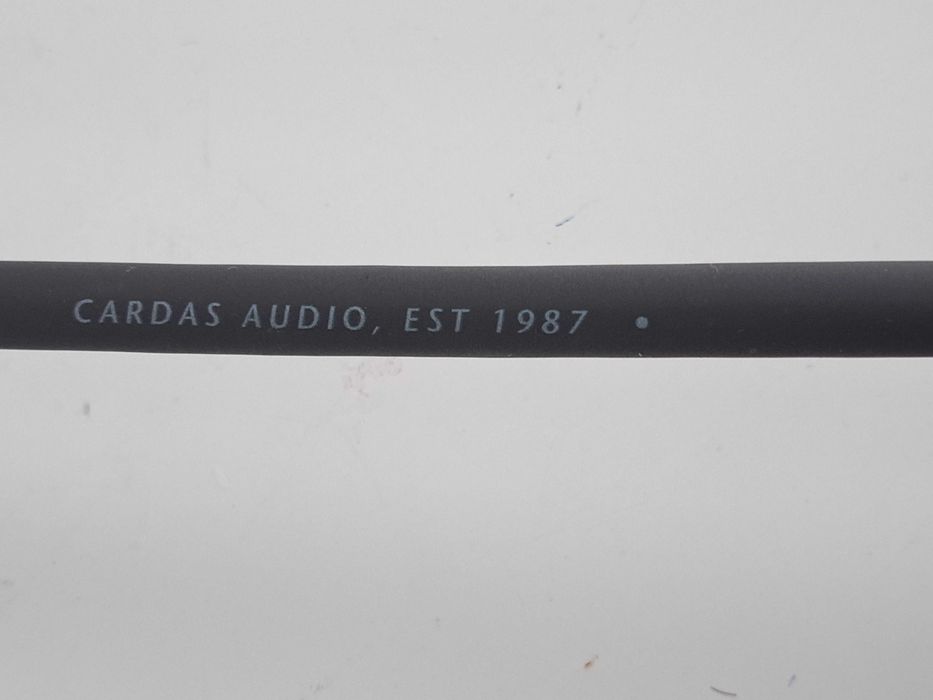 CARDAS AUDIO, EST 1987 •